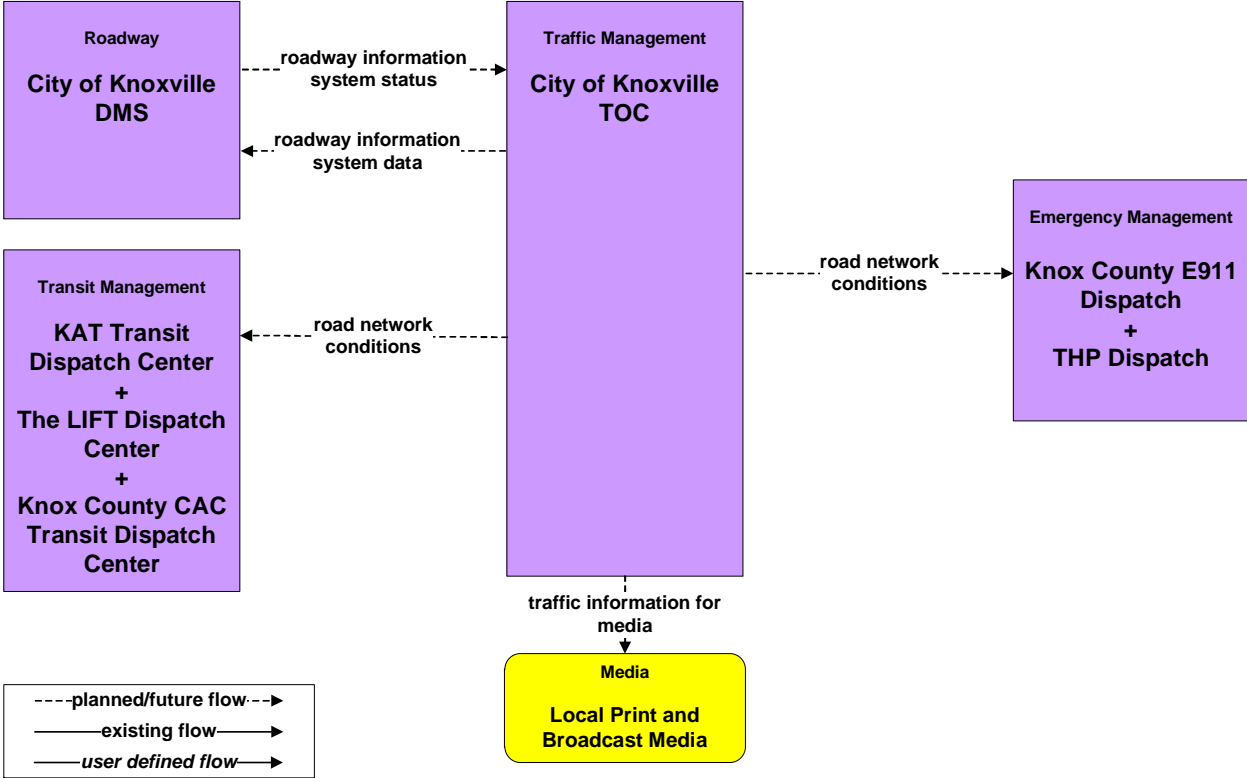 Roadway
City of Knoxville
DMS
roadway information
system status
roadway information
system data
Traffic Management
City of Knoxville
TOC
Transit Management
KAT Transit
Dispatch Center
+
The LIFT Dispatch
Center
+
Knox County CAC
Transit Dispatch
Center
road network
conditions
road network
conditions
Emergency Management
Knox County E911
Dispatch
+
THP Dispatch
traffic information for
media
Media
Local Print and
Broadcast Media
planned/future flow
existing flow
user defined flow